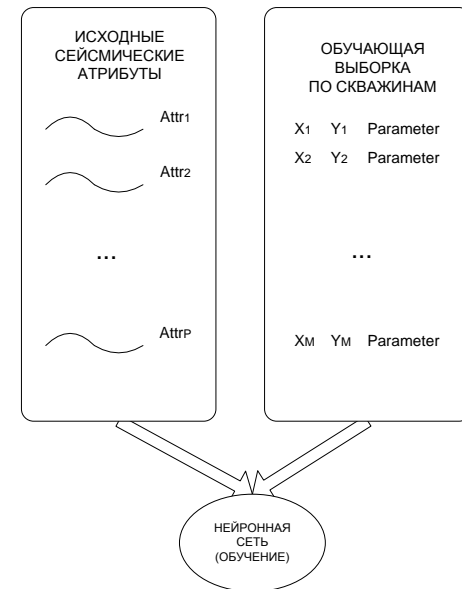 ИСХОДНЫЕ
СЕЙСМИЧЕСКИЕ
АТРИБУТЫ
Attr1
Attr2
...
AttrP
ОБУЧАЮЩАЯ
ВЫБОРКА
ПО СКВАЖИНАМ
X1 Y1 Parameter
X2 Y2 Parameter
...
XM YM Parameter
НЕЙРОННАЯ
СЕТЬ
(ОБУЧЕНИЕ)